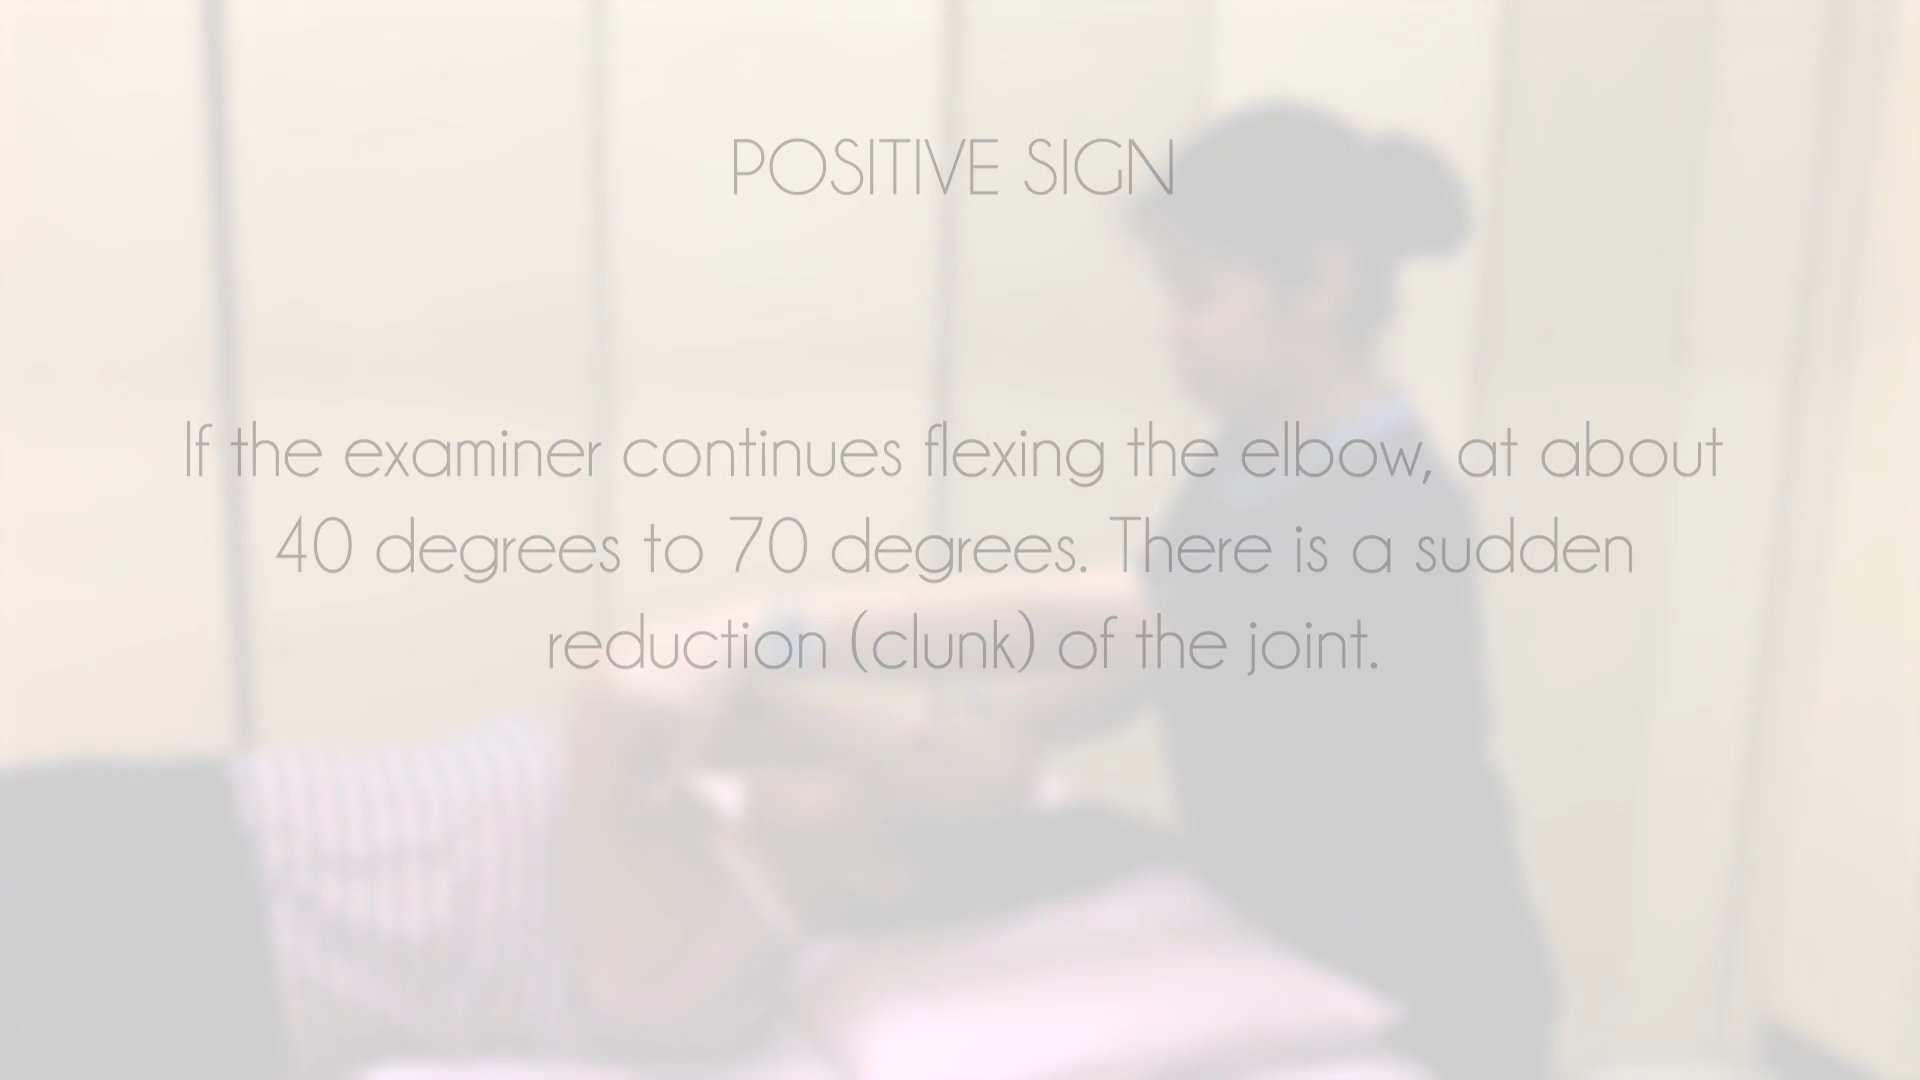 POSITIVE SIGN
If the examiner continues flexing the elbow, at about
40 degrees to 70 degrees. There is a sudden
reduction (clunk) of the joint.